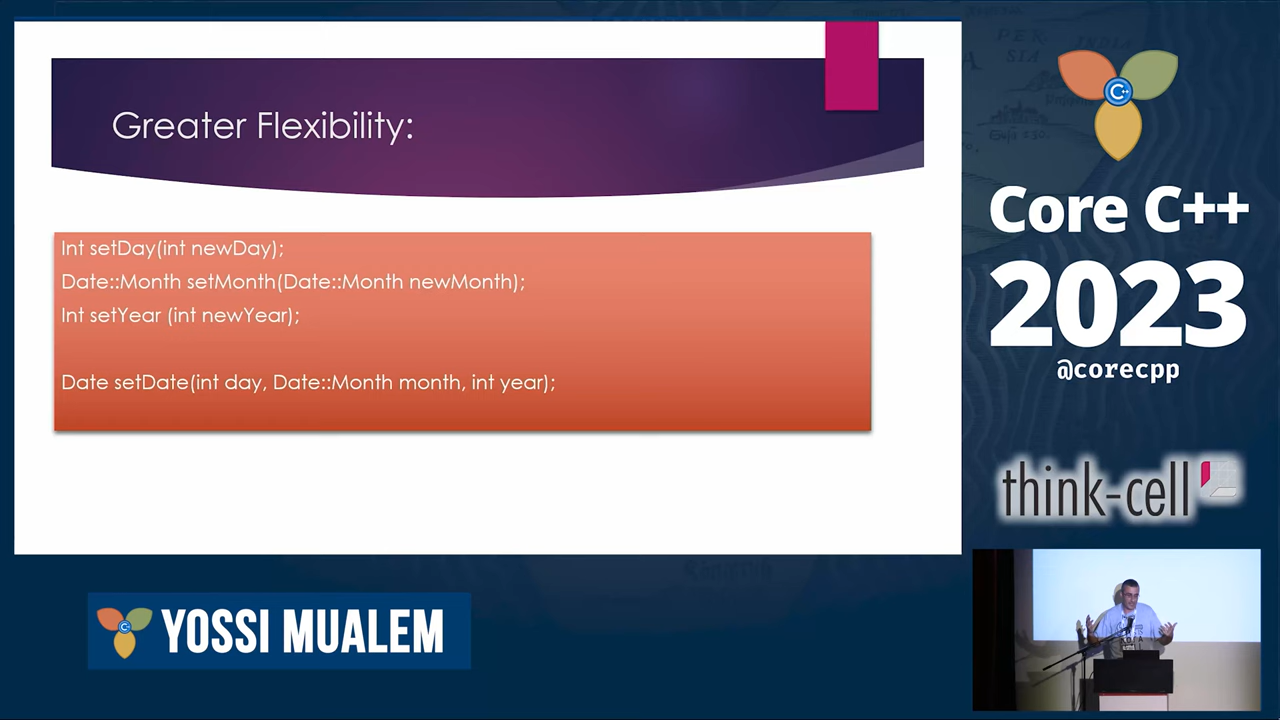 Greater Flexibility:
Int setDay(int newDay);
Date::Month setMonth(Date::Month newMonth);
Int setYear (int newYear);
Date setDate(int day, Date::Month month, int year);
YOSSI MUALEM
C++
Core C++
2023
@corecpp
think-cell